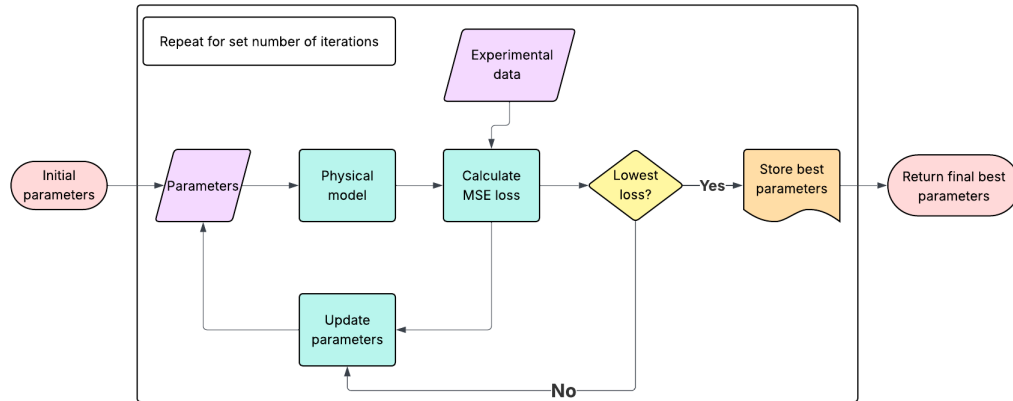 Repeat for set number of iterations
Experimental
data
Initial
parameters
Parameters
Physical
model
Calculate
MSE loss
Lowest
loss?
Yes
Store best
parameters
Return final best
parameters
Update
parameters
No